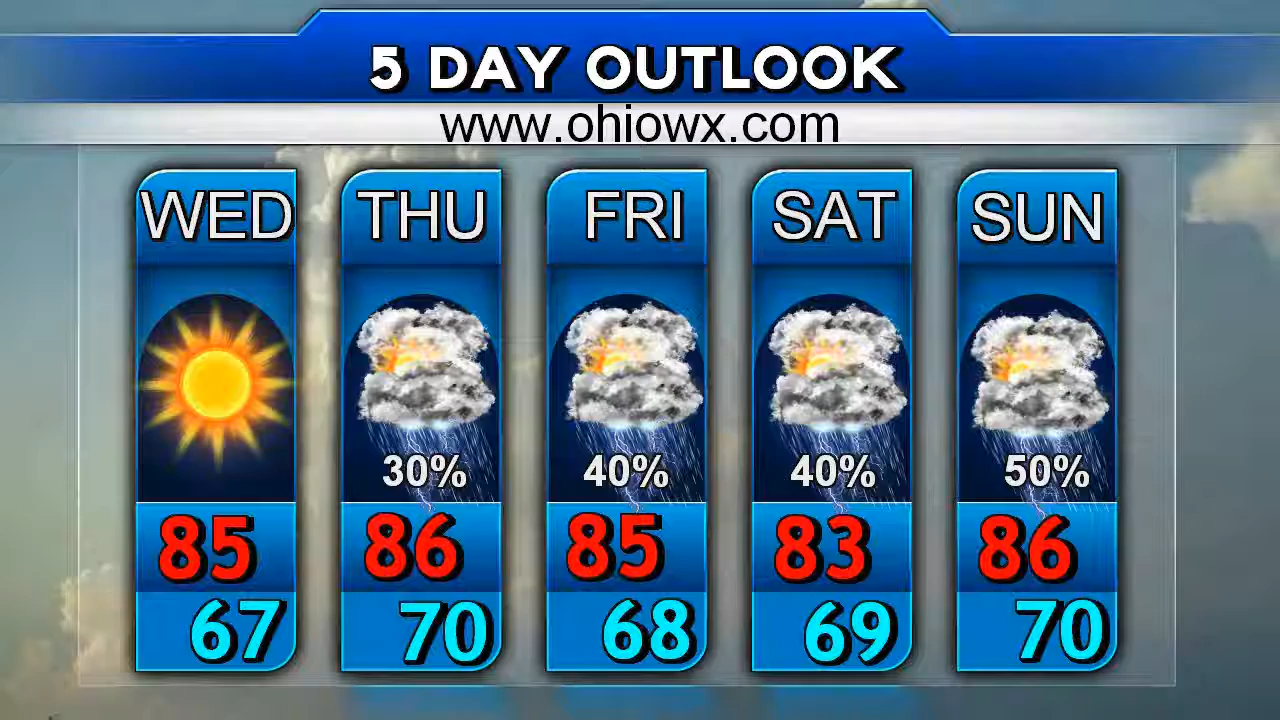 5 DAY OUTLOOK
www.ohiowx.com
WED THU FRI SAT SUN
30% 40% 40% 50%
85 86 85 83 86
67 70 68 69 70